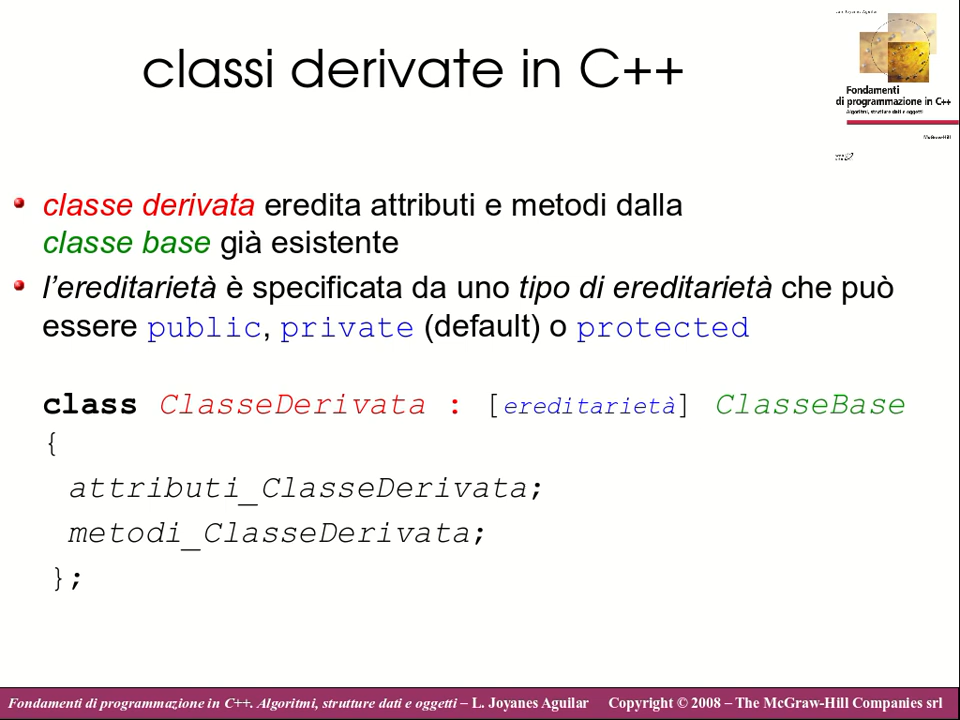 classi derivate in C++
Fondamenti
di programmazione in C++
Algoritmi, strutture dati e oggetti
McGraw-Hill
classe derivata eredita attributi e metodi dalla
classe base già esistente
l’ereditarietà è specificata da uno tipo di ereditarietà che può
essere public, private (default) o protected
class ClasseDerivata : [ereditarietà] ClasseBase
{
attributi_ClasseDerivata;
metodi_ClasseDerivata;
};
Fondamenti di programmazione in C++. Algoritmi, strutture dati e oggetti – L. Joyanes Aguilar Copyright © 2008 – The McGraw-Hill Companies srl